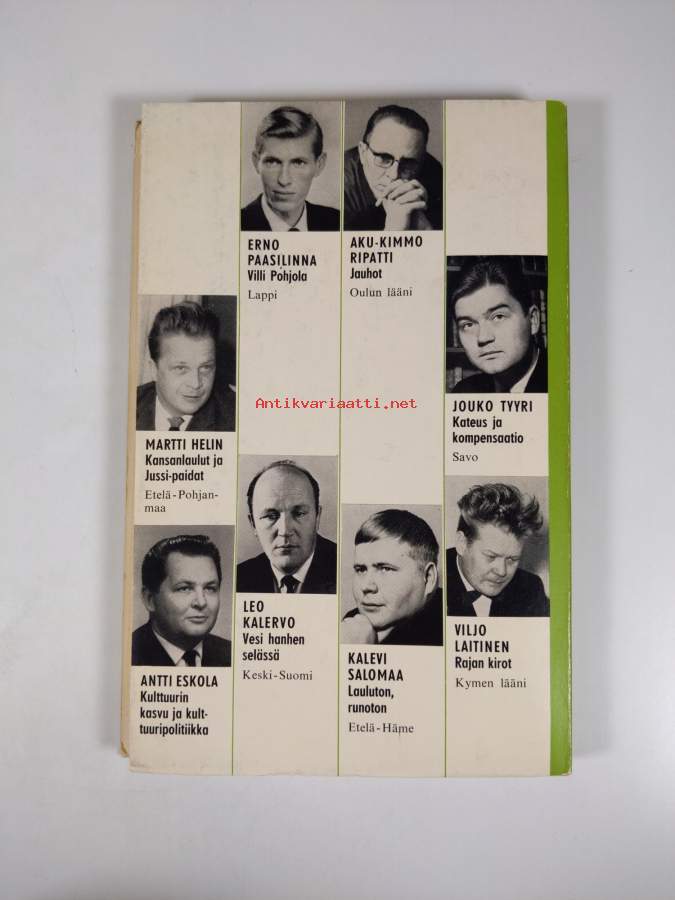 ERNO
PAASILINNA
Villi Pohjola
Lappi
AKU-KIMMO
RIPATTI
Jauhot
Oulun lääni
Antikvariaatti.net
JOUKO TYYRI
Kateus ja
kompensaatio
Savo
MARTTI HELIN
Kansanlaulut ja
Jussi-paidat
Etelä-Pohjan-
maa
LEO
KALERVO
Vesi hanhen
selässä
Keski-Suomi
VILJO
LAITINEN
Rajan kirot
Kymen lääni
KALEVI
SALOMAA
Lauluton,
runoton
Etelä-Häme
ANTTI ESKOLA
Kulttuurin
kasvu ja kult-
tuuripolitiikka